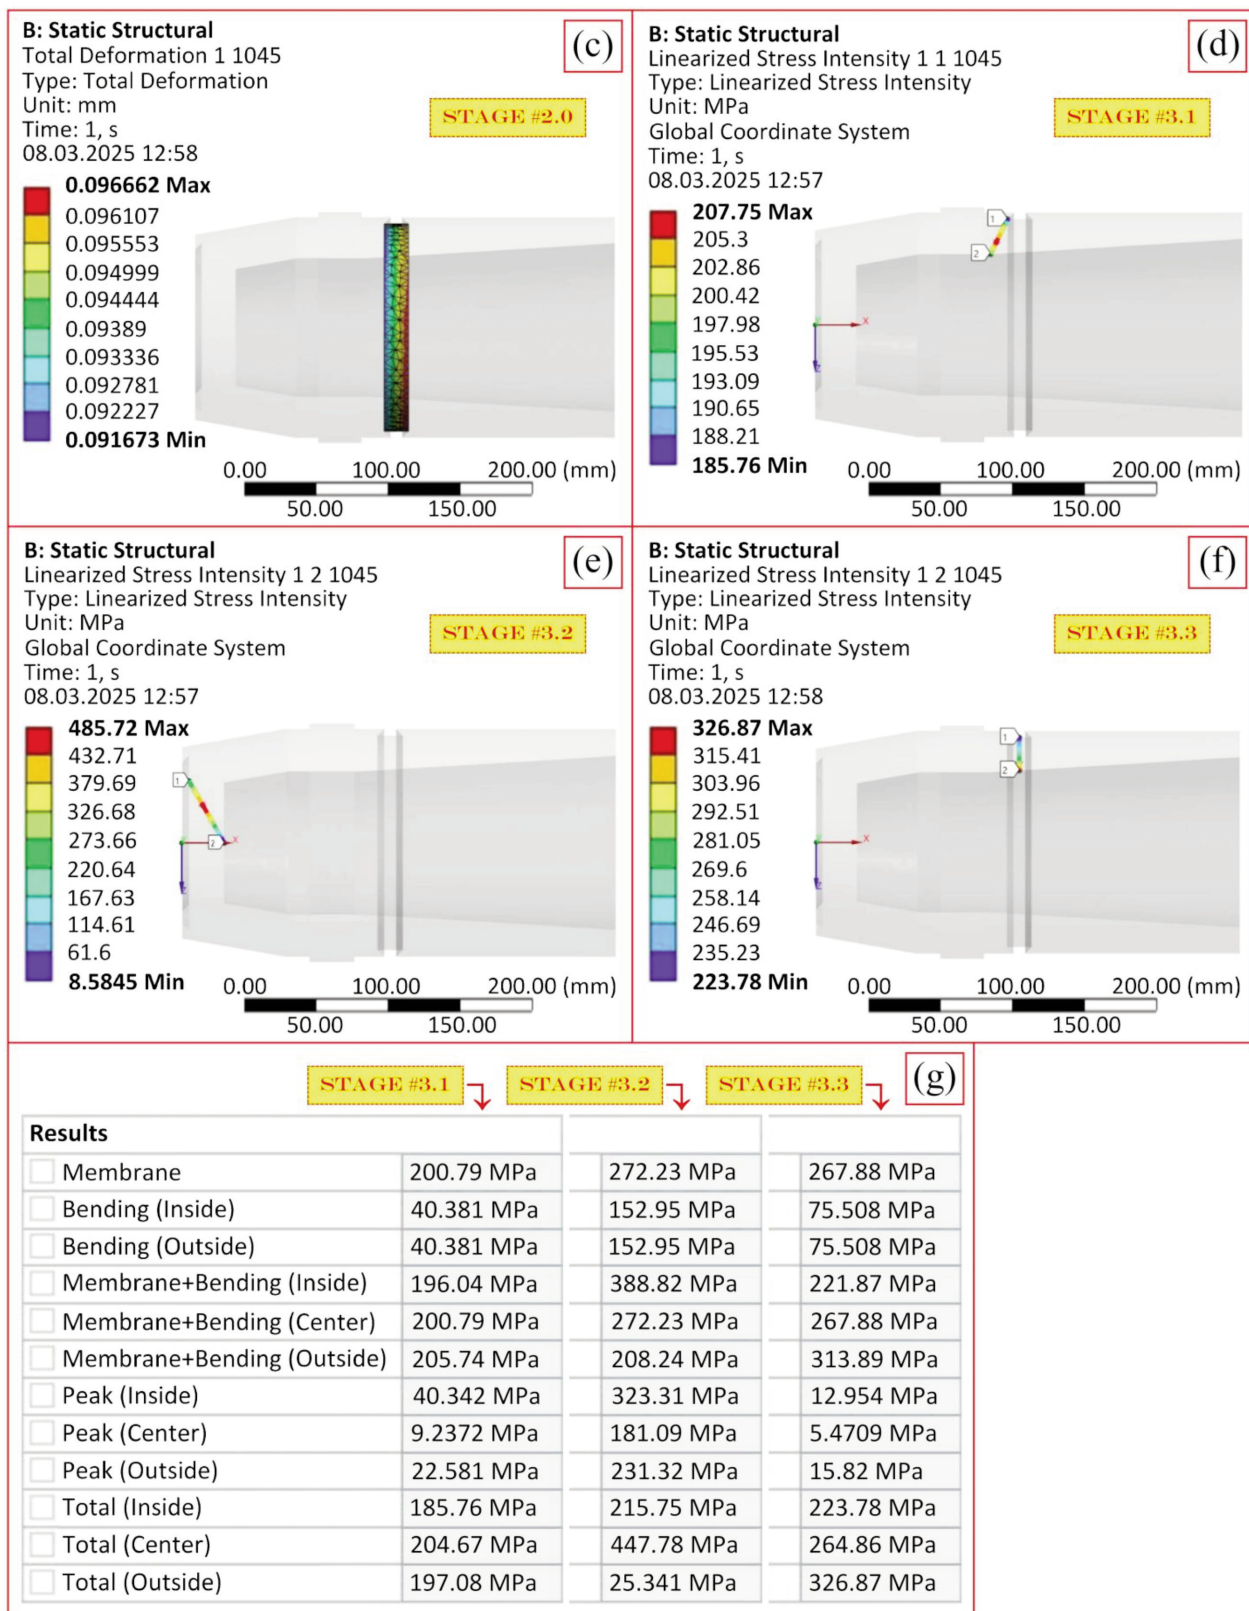 B: Static Structural
Total Deformation 1 1045
Type: Total Deformation
Unit: mm
Time: 1, s
08.03.2025 12:58
(c)
STAGE #2.0
0.096662 Max
0.096107
0.095553
0.094999
0.094444
0.09389
0.093336
0.092781
0.092227
0.091673 Min
0.00 100.00 200.00 (mm)
50.00 150.00
B: Static Structural
Linearized Stress Intensity 1 1 1045
Type: Linearized Stress Intensity
Unit: MPa
Global Coordinate System
Time: 1, s
08.03.2025 12:57
(d)
STAGE #3.1
207.75 Max
205.3
202.86
200.42
197.98
195.53
193.09
190.65
188.21
185.76 Min
1
2
X
Z
0.00 100.00 200.00 (mm)
50.00 150.00
B: Static Structural
Linearized Stress Intensity 1 2 1045
Type: Linearized Stress Intensity
Unit: MPa
Global Coordinate System
Time: 1, s
08.03.2025 12:57
(e)
STAGE #3.2
485.72 Max
432.71
379.69
326.68
273.66
220.64
167.63
114.61
61.6
8.5845 Min
1
2
X
Z
0.00 100.00 200.00 (mm)
50.00 150.00
B: Static Structural
Linearized Stress Intensity 1 2 1045
Type: Linearized Stress Intensity
Unit: MPa
Global Coordinate System
Time: 1, s
08.03.2025 12:58
(f)
STAGE #3.3
326.87 Max
315.41
303.96
292.51
281.05
269.6
258.14
246.69
235.23
223.78 Min
1
2
X
Z
0.00 100.00 200.00 (mm)
50.00 150.00
(g)
STAGE #3.1 STAGE #3.2 STAGE #3.3
Results
Membrane 200.79 MPa 272.23 MPa 267.88 MPa
Bending (Inside) 40.381 MPa 152.95 MPa 75.508 MPa
Bending (Outside) 40.381 MPa 152.95 MPa 75.508 MPa
Membrane+Bending (Inside) 196.04 MPa 388.82 MPa 221.87 MPa
Membrane+Bending (Center) 200.79 MPa 272.23 MPa 267.88 MPa
Membrane+Bending (Outside) 205.74 MPa 208.24 MPa 313.89 MPa
Peak (Inside) 40.342 MPa 323.31 MPa 12.954 MPa
Peak (Center) 9.2372 MPa 181.09 MPa 5.4709 MPa
Peak (Outside) 22.581 MPa 231.32 MPa 15.82 MPa
Total (Inside) 185.76 MPa 215.75 MPa 223.78 MPa
Total (Center) 204.67 MPa 447.78 MPa 264.86 MPa
Total (Outside) 197.08 MPa 25.341 MPa 326.87 MPa